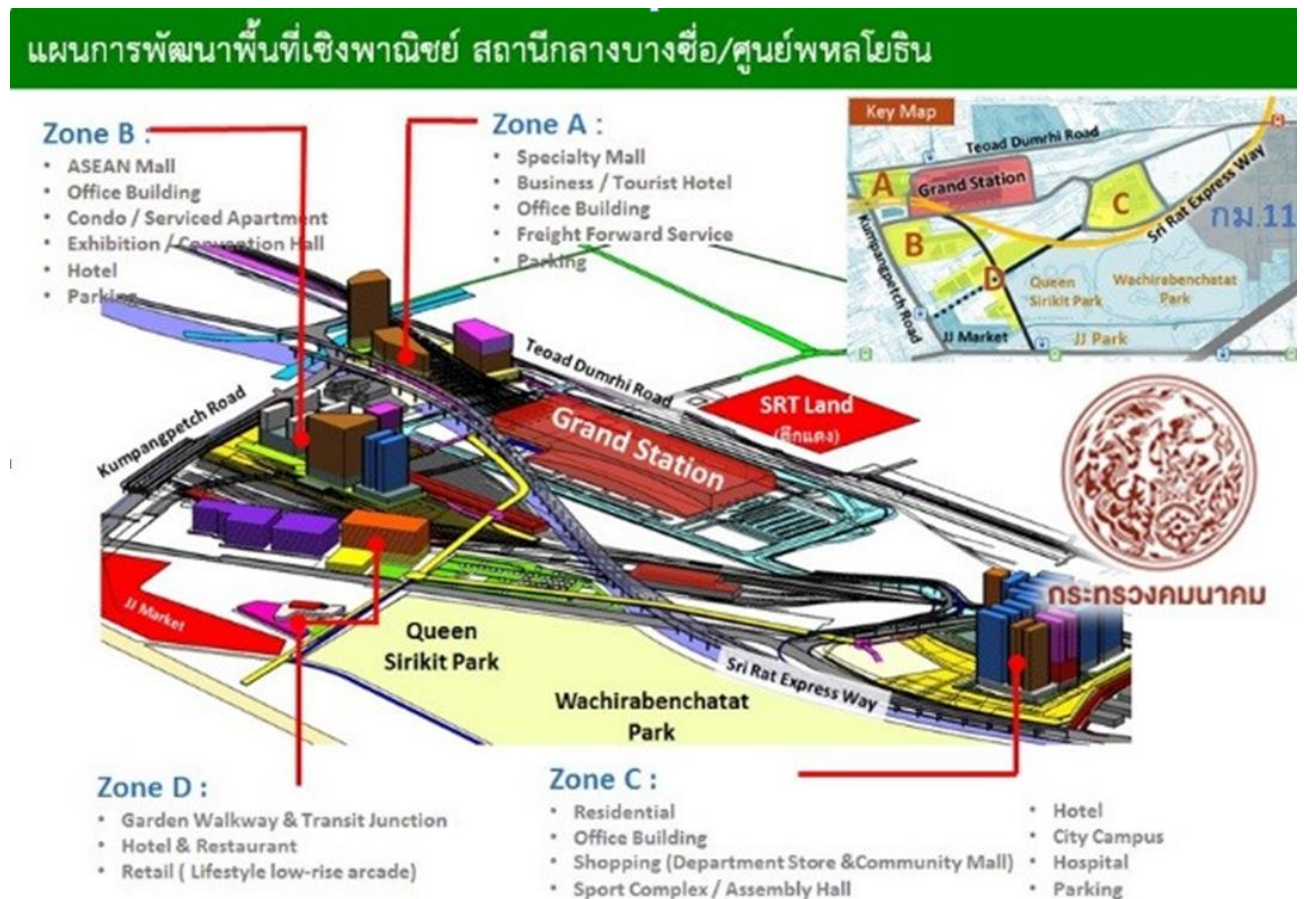 แผนการพัฒนาพื้นที่เชิงพาณิชย์ สถานีกลางบางซื่อ/ศูนย์พหลโยธิน
Zone B :
• ASEAN Mall
• Office Building
• Condo / Serviced Apartment
• Exhibition / Convention Hall
• Hotel
• Parking
Zone A :
• Specialty Mall
• Business / Tourist Hotel
• Office Building
• Freight Forward Service
• Parking
Key Map
Teoad Dumrhi Road
A
Grand Station
C
Sri Rat Express Way
กม.11
B
Kumpangpetch Road
D
Queen
Sirikit Park
Wachirabenchatat
Park
JJ Market
JJ Park
Teoad Dumrhi Road
Kumpangpetch Road
Grand Station
SRT Land
(ตึกแดง)
กระทรวงคมนาคม
JJ Market
Queen
Sirikit Park
Sri Rat Express Way
Wachirabenchatat
Park
Zone D :
• Garden Walkway & Transit Junction
• Hotel & Restaurant
• Retail ( Lifestyle low-rise arcade)
Zone C :
• Residential
• Office Building
• Shopping (Department Store &Community Mall)
• Sport Complex / Assembly Hall
• Hotel
• City Campus
• Hospital
• Parking